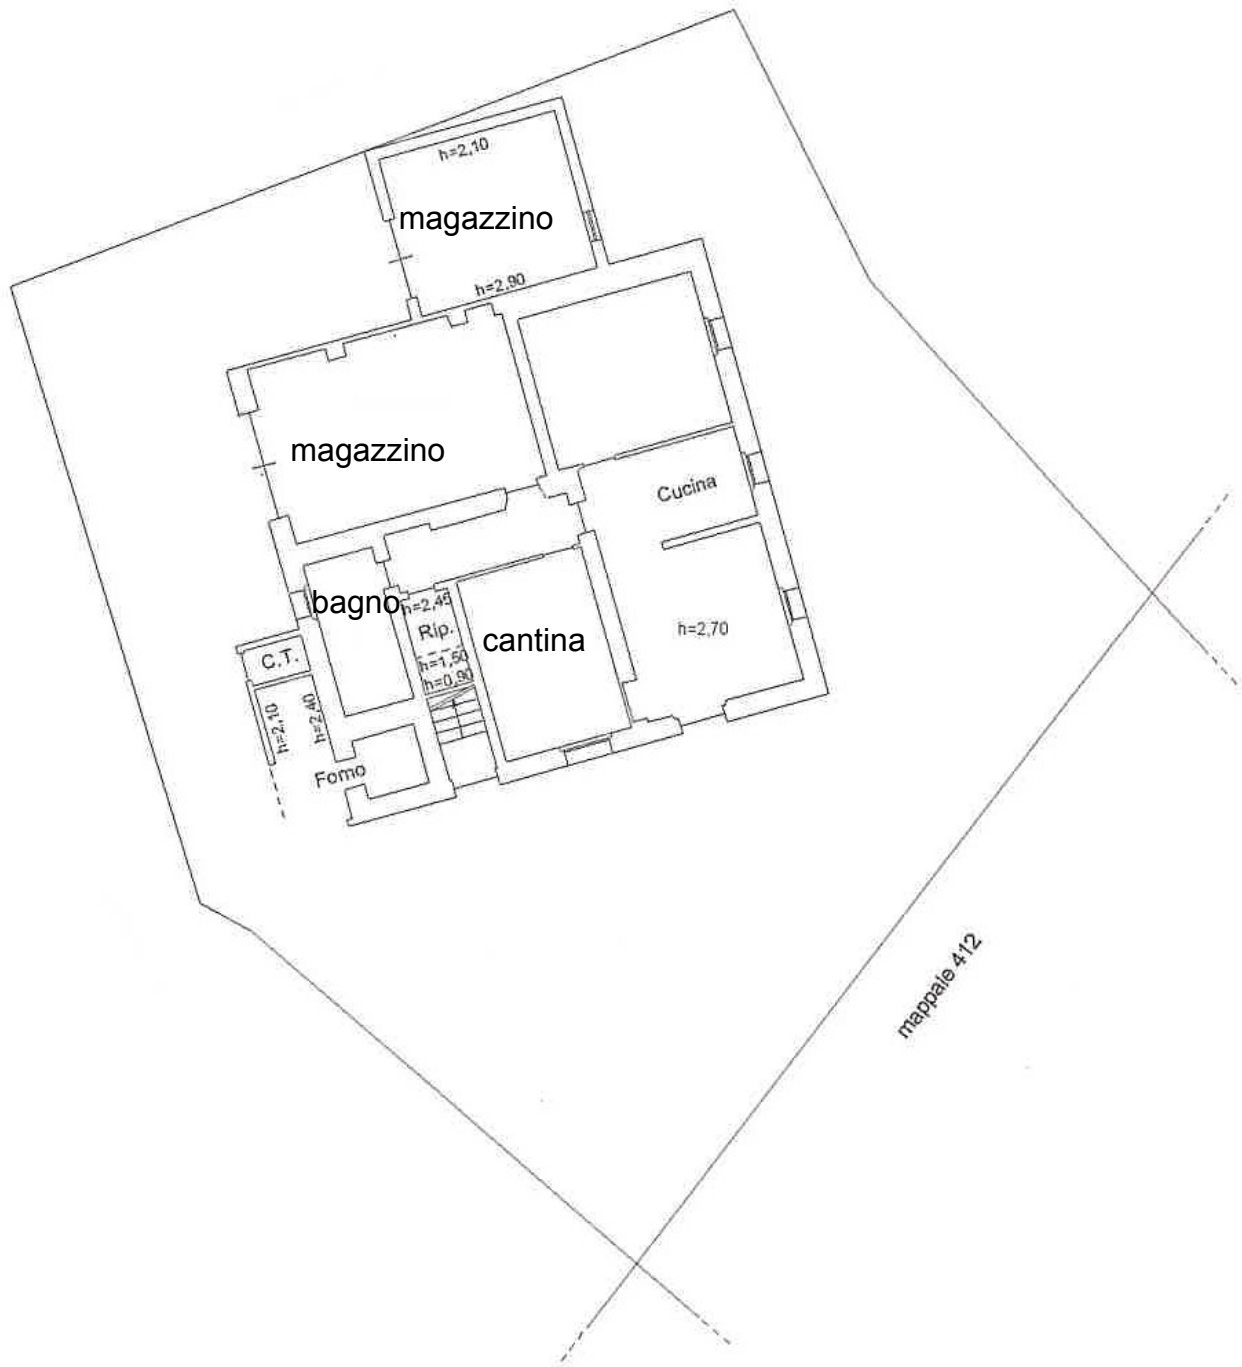 h=2,10
magazzino
h=2,90
magazzino
Cucina
bagno
h=2,45
Rip.
cantina
h=2,70
C.T.
h=1,50
h=0,90
h=2,10
h=2,40
Forno
mappale 412